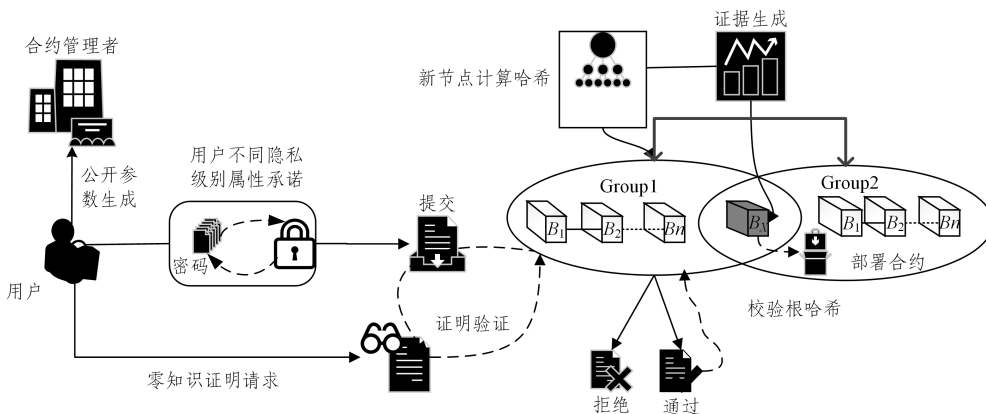 合约管理者
公开参
数生成
用户
用户不同隐私
级别属性承诺
密码
提交
证明验证
零知识证明请求
新节点计算哈希
证据生成
Group1
B1
B2
Bn
BΛ
Group2
B1
B2
Bn
部署合约
校验根哈希
拒绝
通过